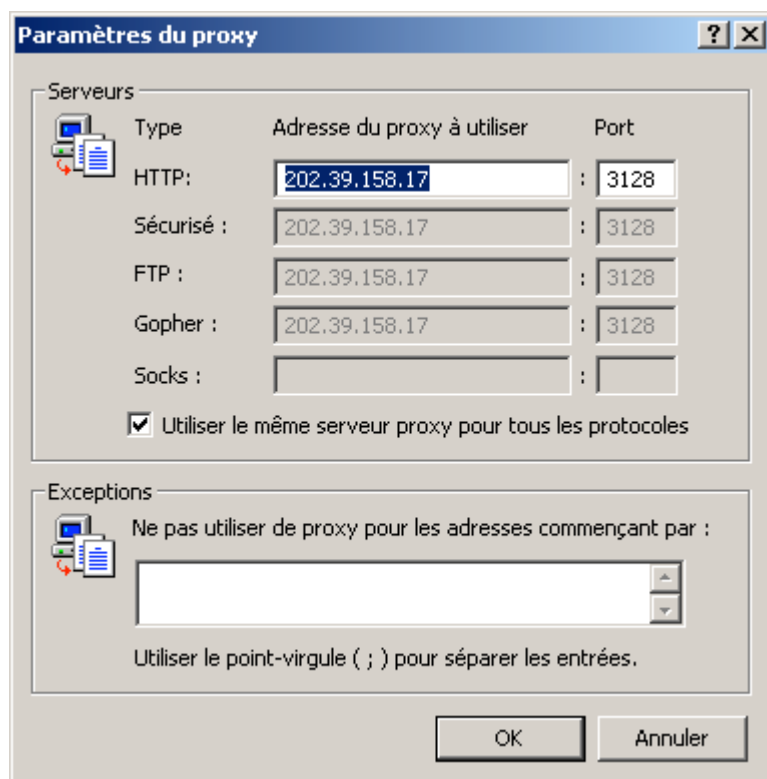 Paramètres du proxy
Serveurs
Type Adresse du proxy à utiliser Port
HTTP: 202.39.158.17 : 3128
Sécurisé : 202.39.158.17 : 3128
FTP : 202.39.158.17 : 3128
Gopher : 202.39.158.17 : 3128
Socks : :
Utiliser le même serveur proxy pour tous les protocoles
Exceptions
Ne pas utiliser de proxy pour les adresses commençant par :
Utiliser le point-virgule ( ; ) pour séparer les entrées.
OK Annuler